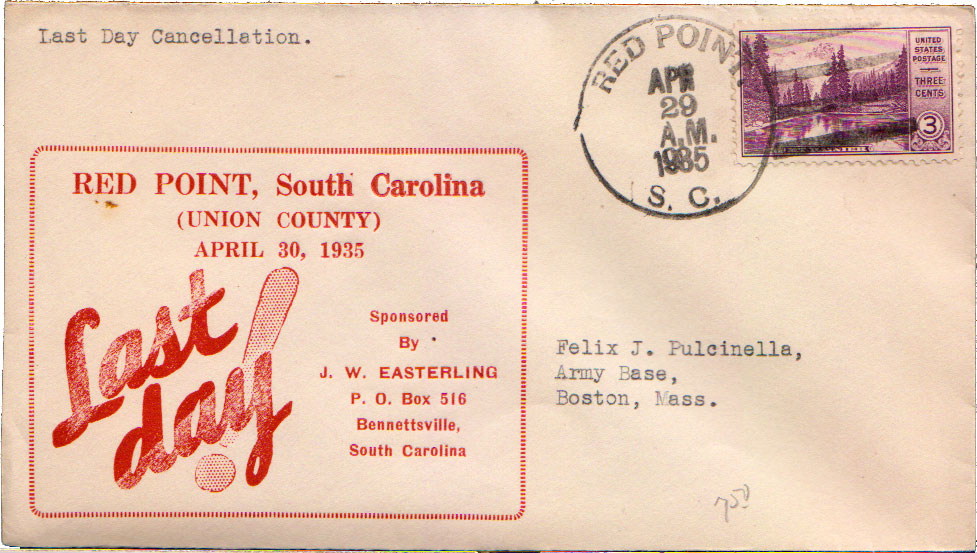 Last Day Cancellation.
RED POINT,
APR
29
A.M.
1935
S. C.
UNITED
STATES
POSTAGE
THREE
CENTS
3
RED POINT, South Carolina
(UNION COUNTY)
APRIL 30, 1935
Last
day!
Sponsored
By
J. W. EASTERLING
P. O. Box 516
Bennettsville,
South Carolina
Felix J. Pulcinella,
Army Base,
Boston, Mass.